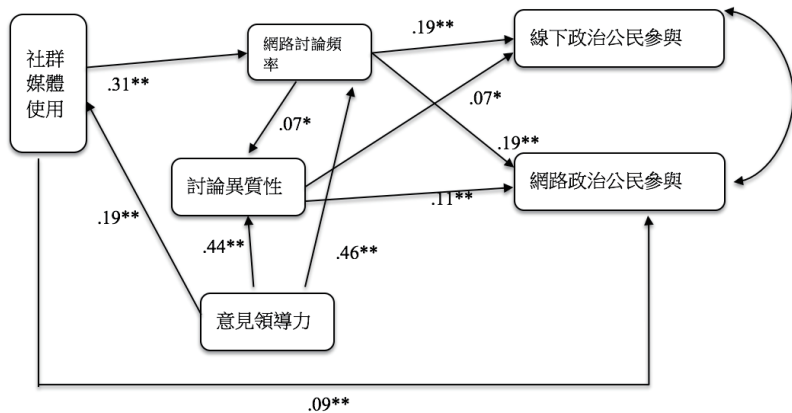 社群
媒體
使用
網路討論頻
率
.19**
線下政治公民參與
.31**
.07*
.07*
.19**
討論異質性
網路政治公民參與
.11**
.19**
.44**
.46**
意見領導力
.09**